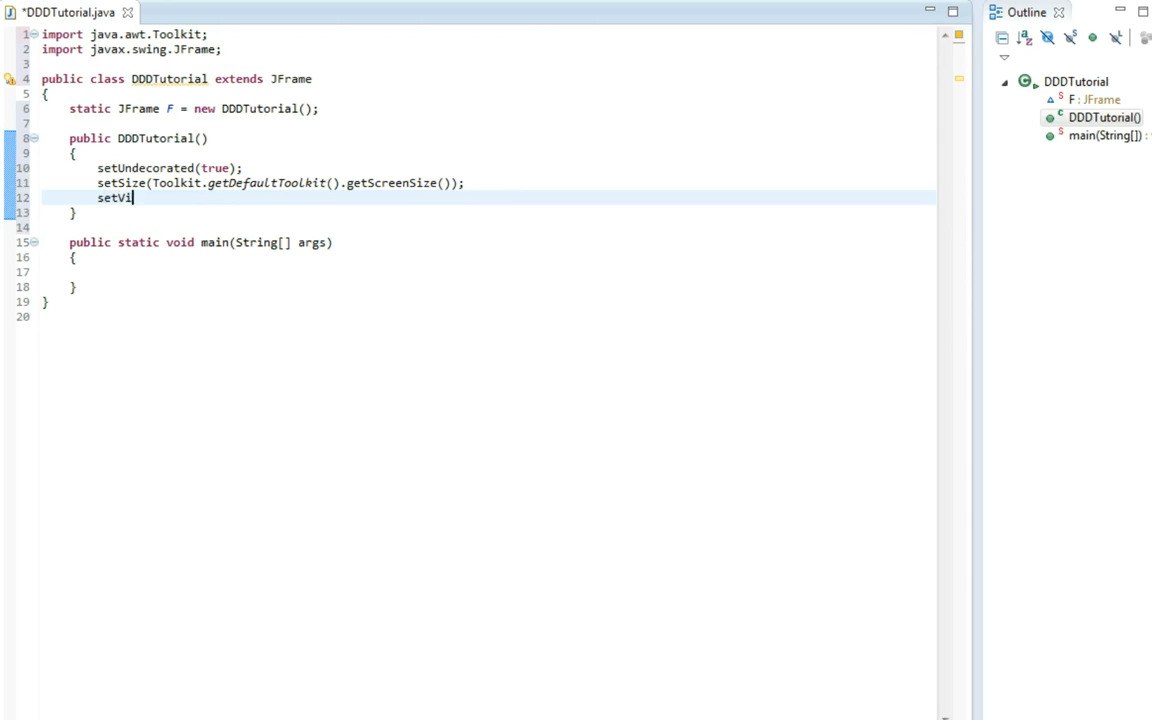 *DDDTutorial.java
1 import java.awt.Toolkit;
2 import javax.swing.JFrame;
3
4 public class DDDTutorial extends JFrame
5 {
6 static JFrame F = new DDDTutorial();
7
8 public DDDTutorial()
9 {
10 setUndecorated(true);
11 setSize(Toolkit.getDefaultToolkit().getScreenSize());
12 setVi
13 }
14
15 public static void main(String[] args)
16 {
17
18 }
19 }
20
Outline
DDDTutorial
F : JFrame
DDDTutorial()
main(String[]) :